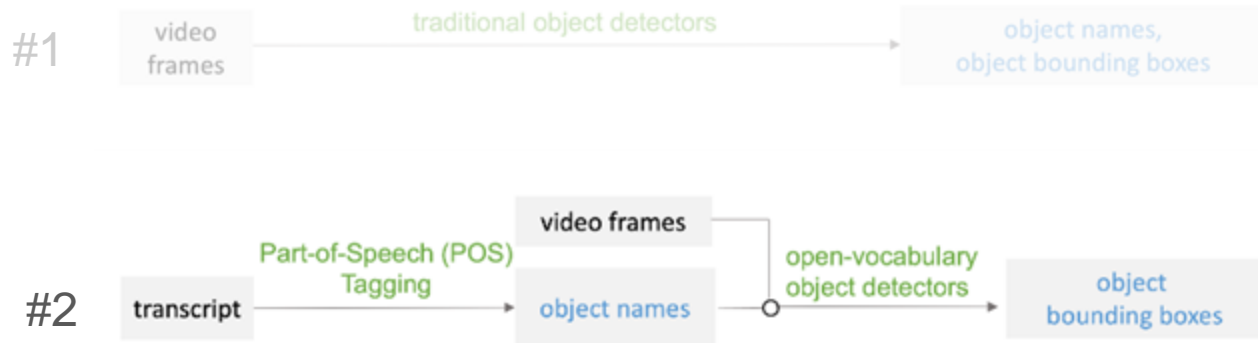 #1
video
frames
traditional object detectors
object names,
object bounding boxes
#2
transcript
Part-of-Speech (POS)
Tagging
video frames
object names
open-vocabulary
object detectors
object
bounding boxes